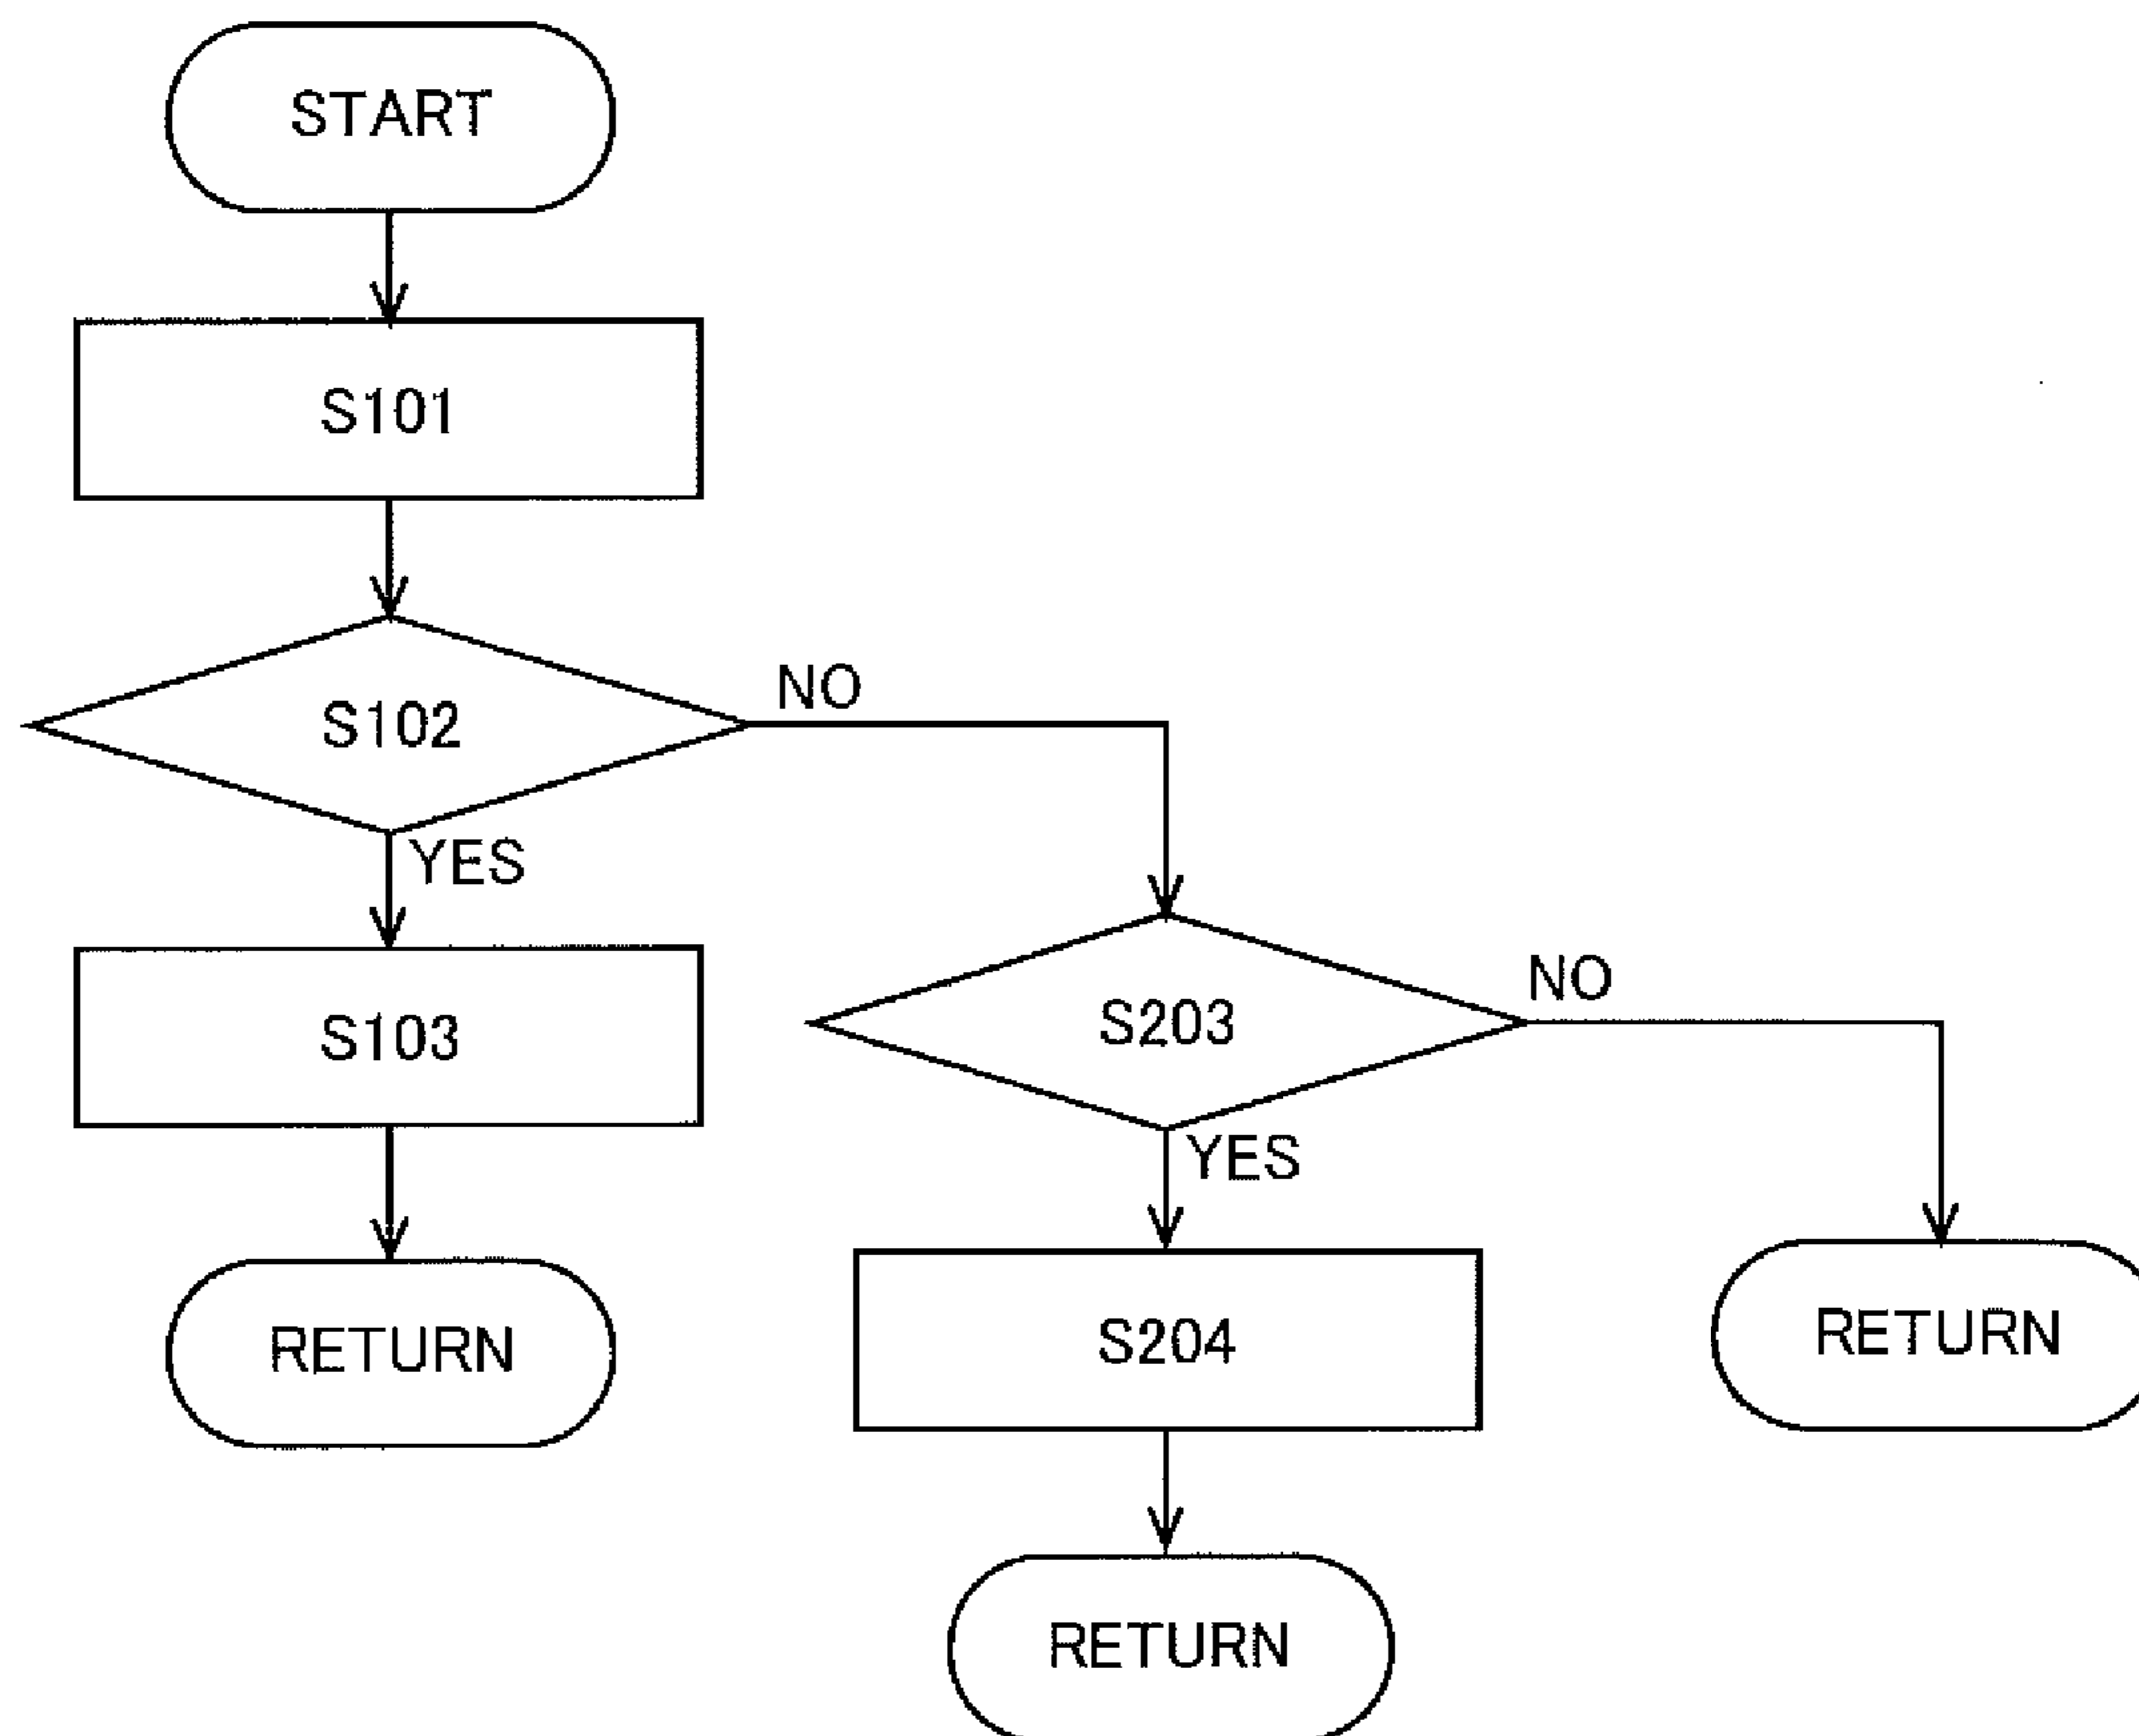 START
S101
S102
NO
YES
S103
S203
NO
YES
RETURN
S204
RETURN
RETURN